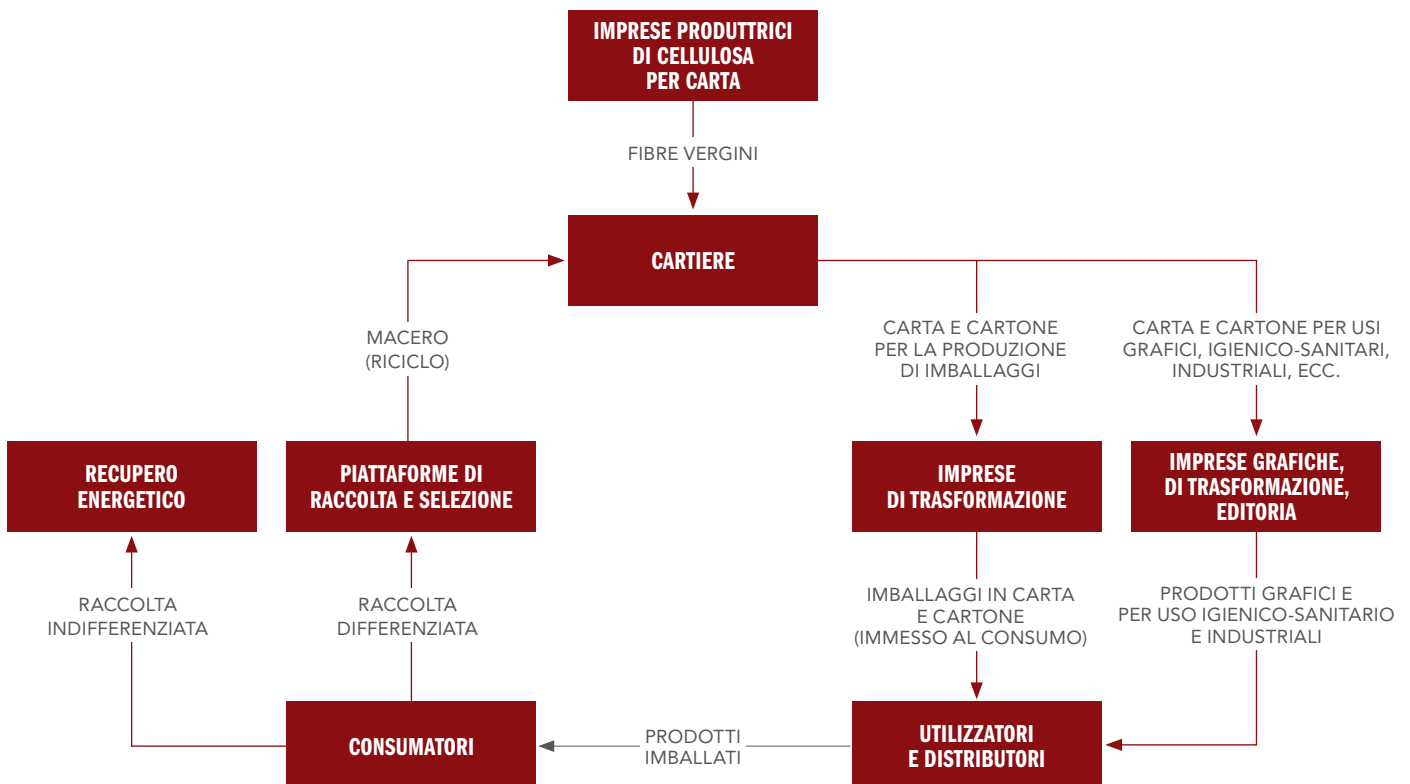 IMPRESE PRODUTTRICI
DI CELLULOSA
PER CARTA
FIBRE VERGINI
CARTIERE
MACERO
(RICICLO)
CARTA E CARTONE
PER LA PRODUZIONE
DI IMBALLAGGI
CARTA E CARTONE PER USI
GRAFICI, IGIENICO-SANITARI,
INDUSTRIALI, ECC.
RECUPERO
ENERGETICO
PIATTAFORME DI
RACCOLTA E SELEZIONE
IMPRESE
DI TRASFORMAZIONE
IMPRESE GRAFICHE,
DI TRASFORMAZIONE,
EDITORIA
RACCOLTA
INDIFFERENZIATA
RACCOLTA
DIFFERENZIATA
IMBALLAGGI IN CARTA
E CARTONE
(IMMESSO AL CONSUMO)
PRODOTTI GRAFICI E
PER USO IGIENICO-SANITARIO
E INDUSTRIALI
CONSUMATORI
PRODOTTI
IMBALLATI
UTILIZZATORI
E DISTRIBUTORI